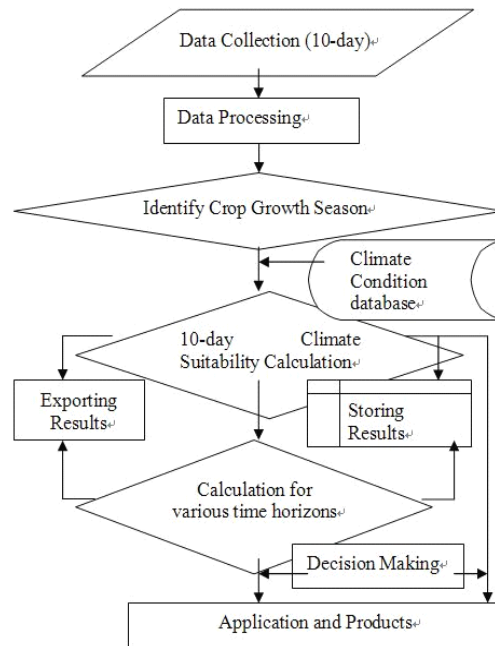 Data Collection (10-day)↵
Data Processing↵
Identify Crop Growth Season↵
Climate
Condition
database↵
10-day Climate
Suitability Calculation
Exporting
Results↵
Storing
Results↵
Calculation for
various time horizons↵
Decision Making↵
Application and Products↵